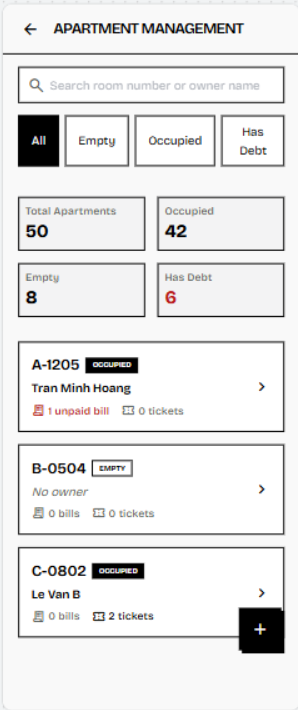 APARTMENT MANAGEMENT
Search room number or owner name
All
Empty
Occupied
Has
Debt
Total Apartments
50
Occupied
42
Empty
8
Has Debt
6
A-1205 OCCUPIED
Tran Minh Hoang
1 unpaid bill 0 tickets
B-0504 EMPTY
No owner
0 bills 0 tickets
C-0802 OCCUPIED
Le Van B
0 bills 2 tickets
+